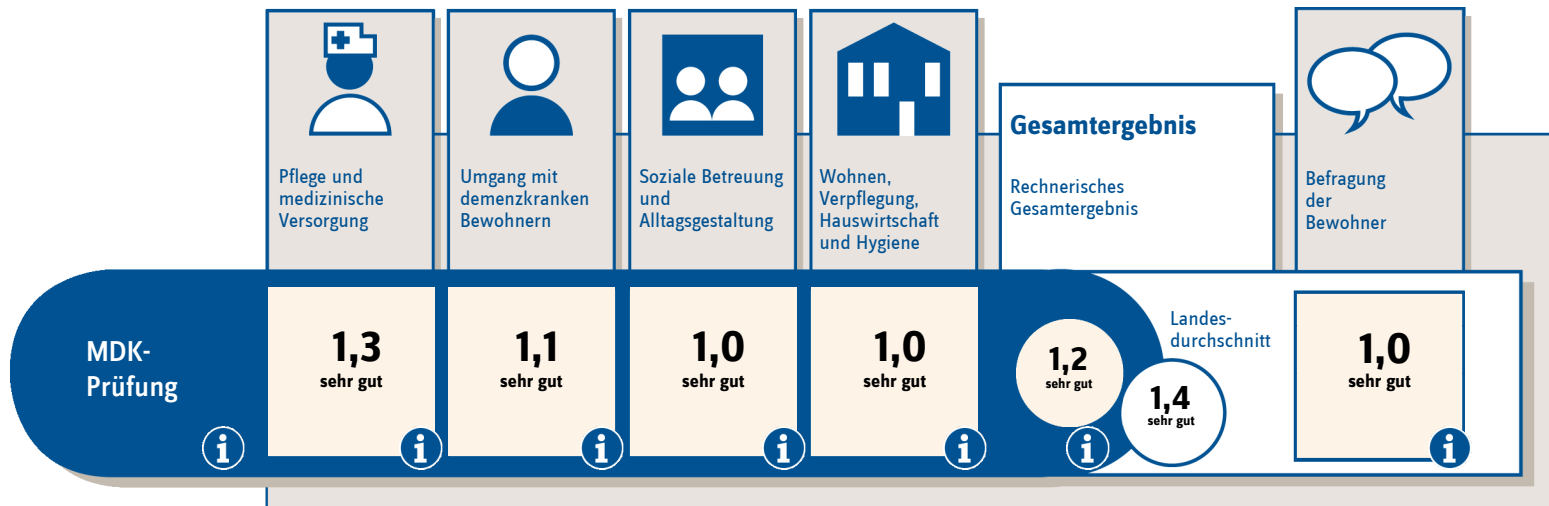 Pflege und
medizinische
Versorgung
Umgang mit
demenzkranken
Bewohnern
Soziale Betreuung
und
Alltagsgestaltung
Wohnen,
Verpflegung,
Hauswirtschaft
und Hygiene
Gesamtergebnis
Rechnerisches
Gesamtergebnis
Befragung
der
Bewohner
MDK-
Prüfung
i
1,3
sehr gut
i
1,1
sehr gut
i
1,0
sehr gut
i
1,0
sehr gut
i
1,2
sehr gut
i
Landes-
durchschnitt
1,4
sehr gut
1,0
sehr gut
i